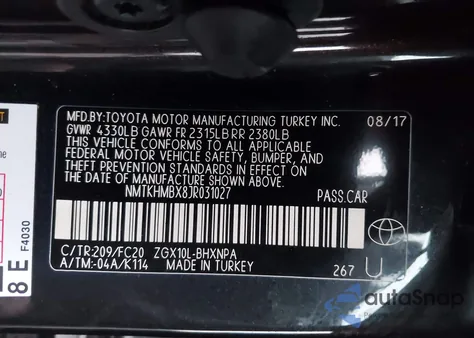 MFD.BY:TOYOTA MOTOR MANUFACTURING TURKEY INC. 08/17
GVWR 4330LB GAWR FR 2315LB RR 2380LB
THIS VEHICLE CONFORMS TO ALL APPLICABLE
FEDERAL MOTOR VEHICLE SAFETY, BUMPER, AND
THEFT PREVENTION STANDARDS IN EFFECT ON THE
DATE OF MANUFACTURE SHOWN ABOVE.
NMTKHMBX8JR031027 PASS.CAR
C/TR:209/FC20 ZGX10L-BHXNPA
A/TM:-04A/K114 MADE IN TURKEY 267 U
8E
F4030
autoSnap